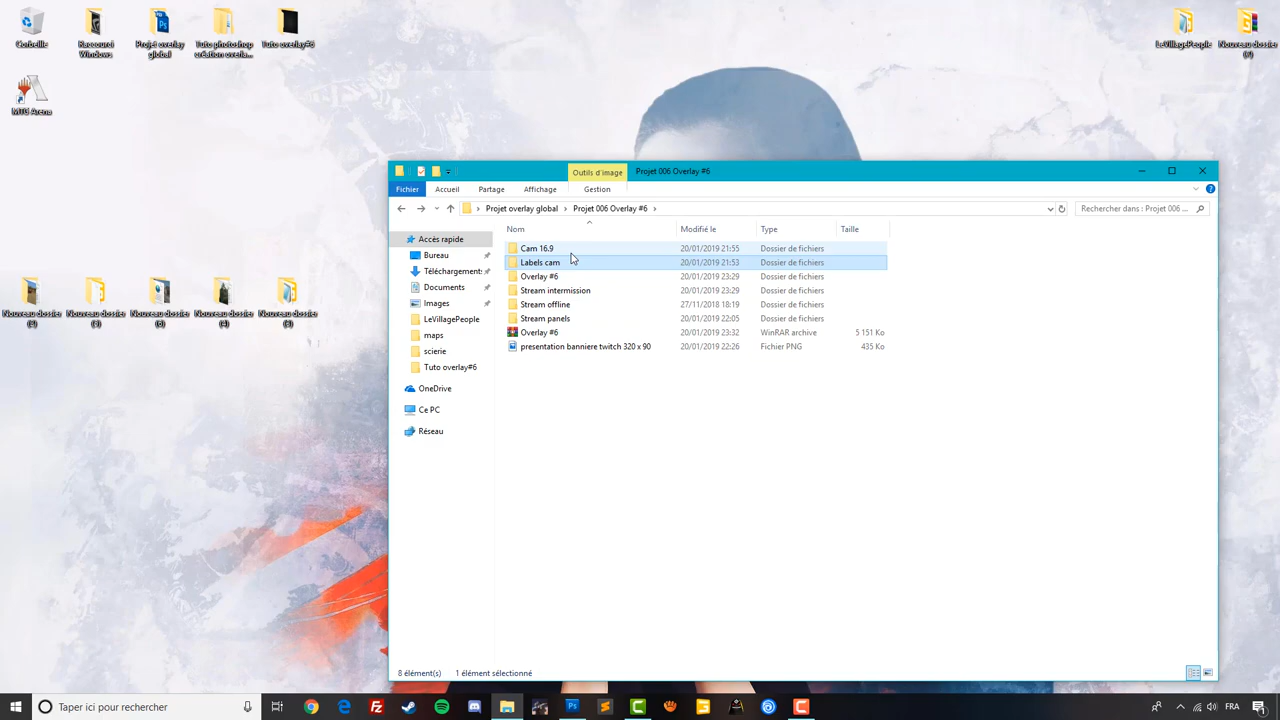 Corbeille
Raccourci Windows
Projet overlay global
Tuto photoshop création overla...
Tuto overlay#6
LeVillagePeople
Nouveau dossier
MTG Arena
Outils d'image
Projet 006 Overlay #6
Fichier
Accueil
Partage
Affichage
Gestion
Projet overlay global
Projet 006 Overlay #6
Rechercher dans : Projet 006 ...
Nom
Modifié le
Type
Taille
Accès rapide
Bureau
Téléchargement:
Documents
Images
LeVillagePeople
maps
scierie
Tuto overlay#6
OneDrive
Ce PC
Réseau
Cam 16.9 20/01/2019 21:55 Dossier de fichiers
Labels cam 20/01/2019 21:53 Dossier de fichiers
Overlay #6 20/01/2019 23:29 Dossier de fichiers
Stream intermission 20/01/2019 23:29 Dossier de fichiers
Stream offline 27/11/2018 18:19 Dossier de fichiers
Stream panels 20/01/2019 22:05 Dossier de fichiers
Overlay #6 20/01/2019 23:32 WinRAR archive 5 151 Ko
presentation banniere twitch 320 x 90 20/01/2019 22:26 Fichier PNG 435 Ko
Nouveau dossier (2)
Nouveau dossier
Nouveau dossier (6)
Nouveau dossier (4)
Nouveau dossier
8 élément(s) 1 élément sélectionné
Taper ici pour rechercher
FRA